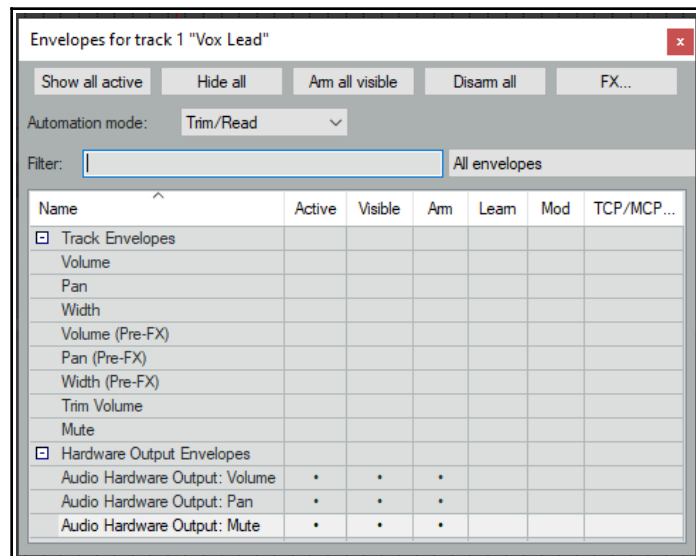 Envelopes for track 1 "Vox Lead"
x
Show all active Hide all Arm all visible Disarm all FX...
Automation mode: Trim/Read
Filter: All envelopes
Name Active Visible Arm Learn Mod TCP/MCP...
Track Envelopes
Volume
Pan
Width
Volume (Pre-FX)
Pan (Pre-FX)
Width (Pre-FX)
Trim Volume
Mute
Hardware Output Envelopes
Audio Hardware Output: Volume • • •
Audio Hardware Output: Pan • • •
Audio Hardware Output: Mute • • •